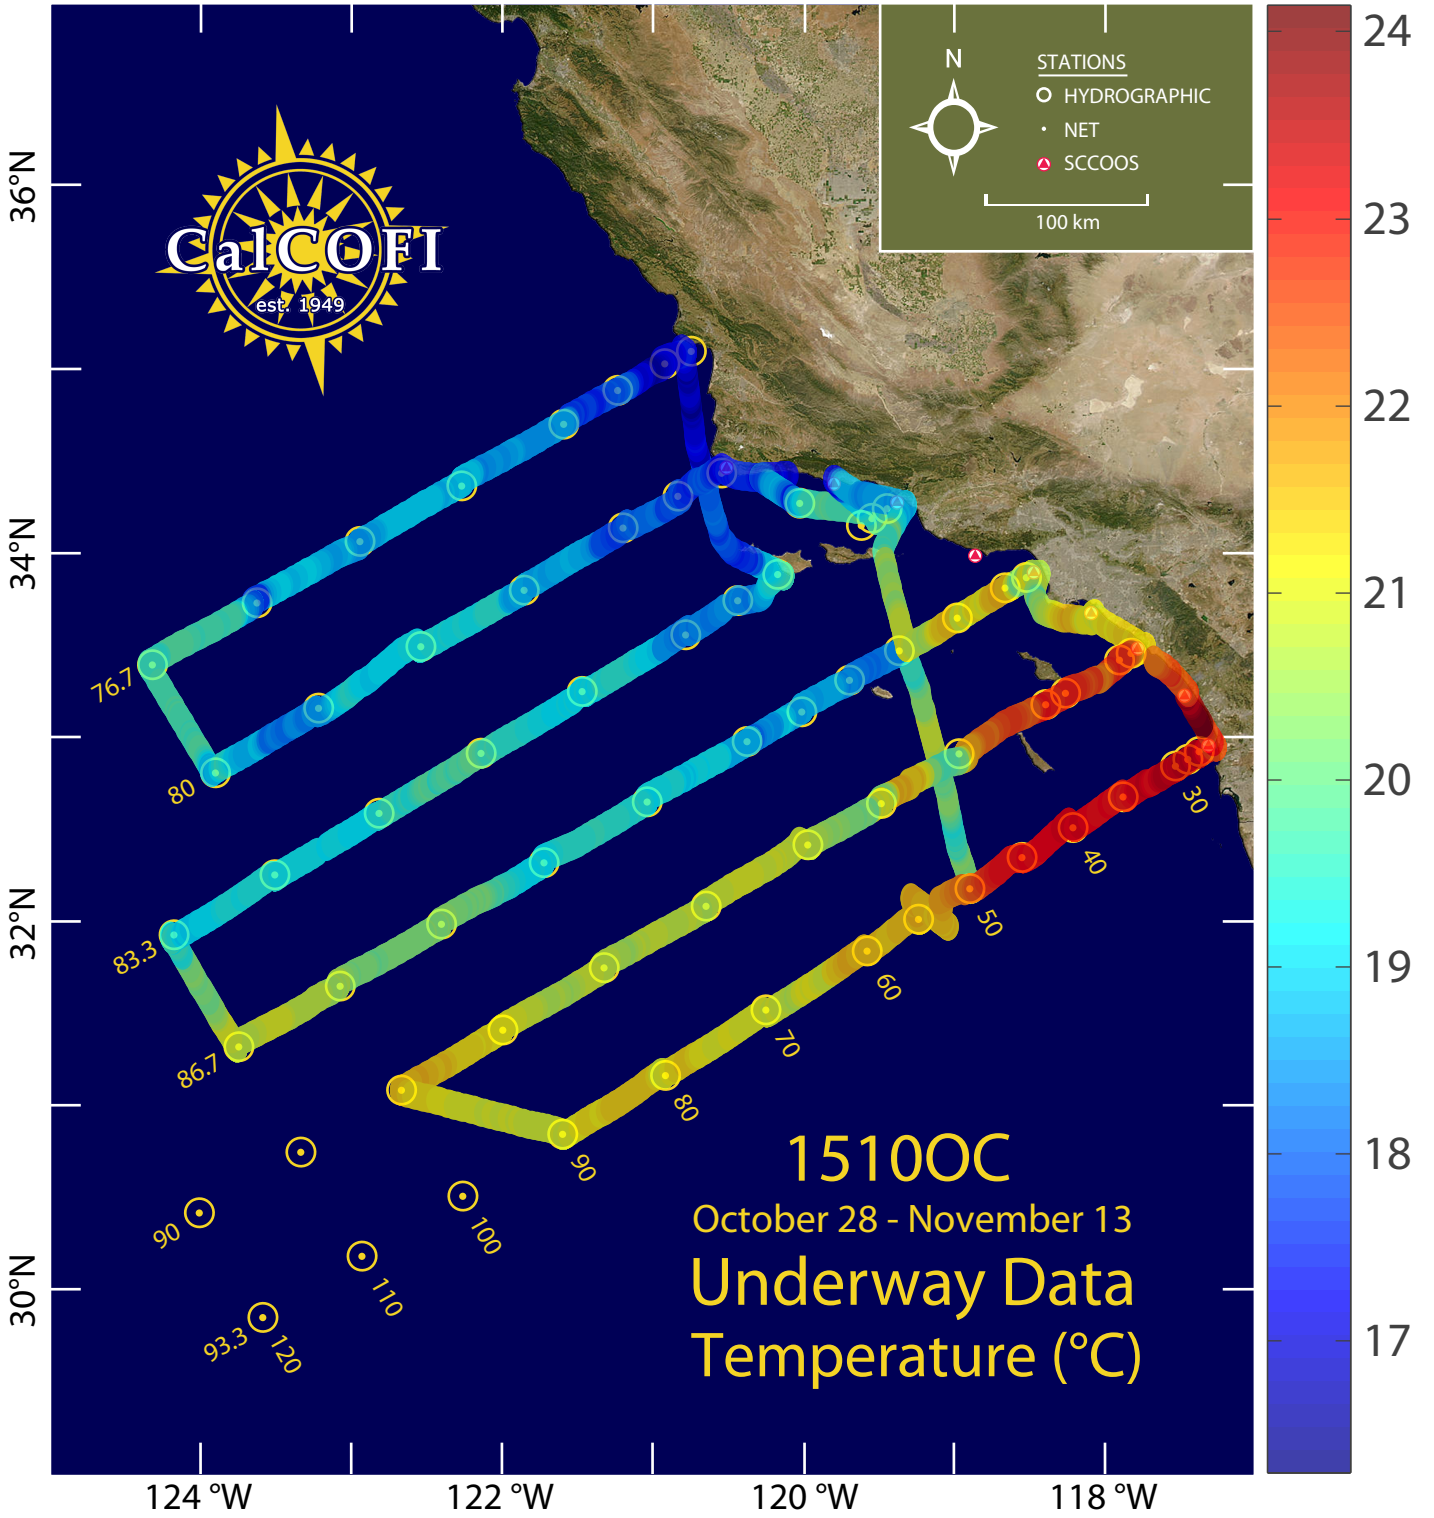 N
STATIONS
HYDROGRAPHIC
NET
SCCOOS
100 km
CalCOFI
est. 1949
36°N
34°N
32°N
30°N
76.7
80
83.3
86.7
90
93.3
30
40
50
60
70
80
90
100
110
120
1510OC
October 28 - November 13
Underway Data
Temperature (°C)
124 °W
122 °W
120 °W
118 °W
24
23
22
21
20
19
18
17